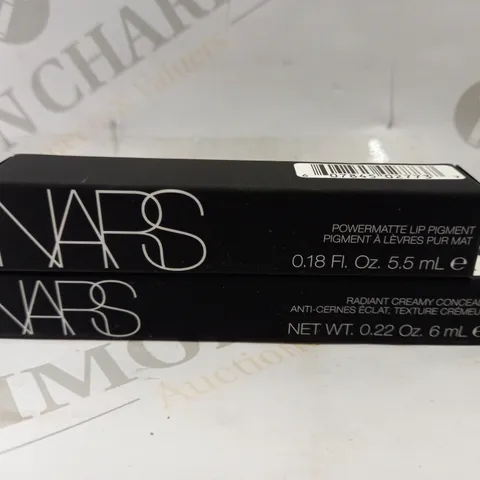 NARS
POWERMATTE LIP PIGMENT
PIGMENT À LÈVRES PUR MAT
0.18 Fl. Oz. 5.5 mL e
NARS
RADIANT CREAMY CONCEAL
ANTI-CERNES ÉCLAT, TEXTURE CRÉMEU
NET WT. 0.22 Oz. 6 mL e